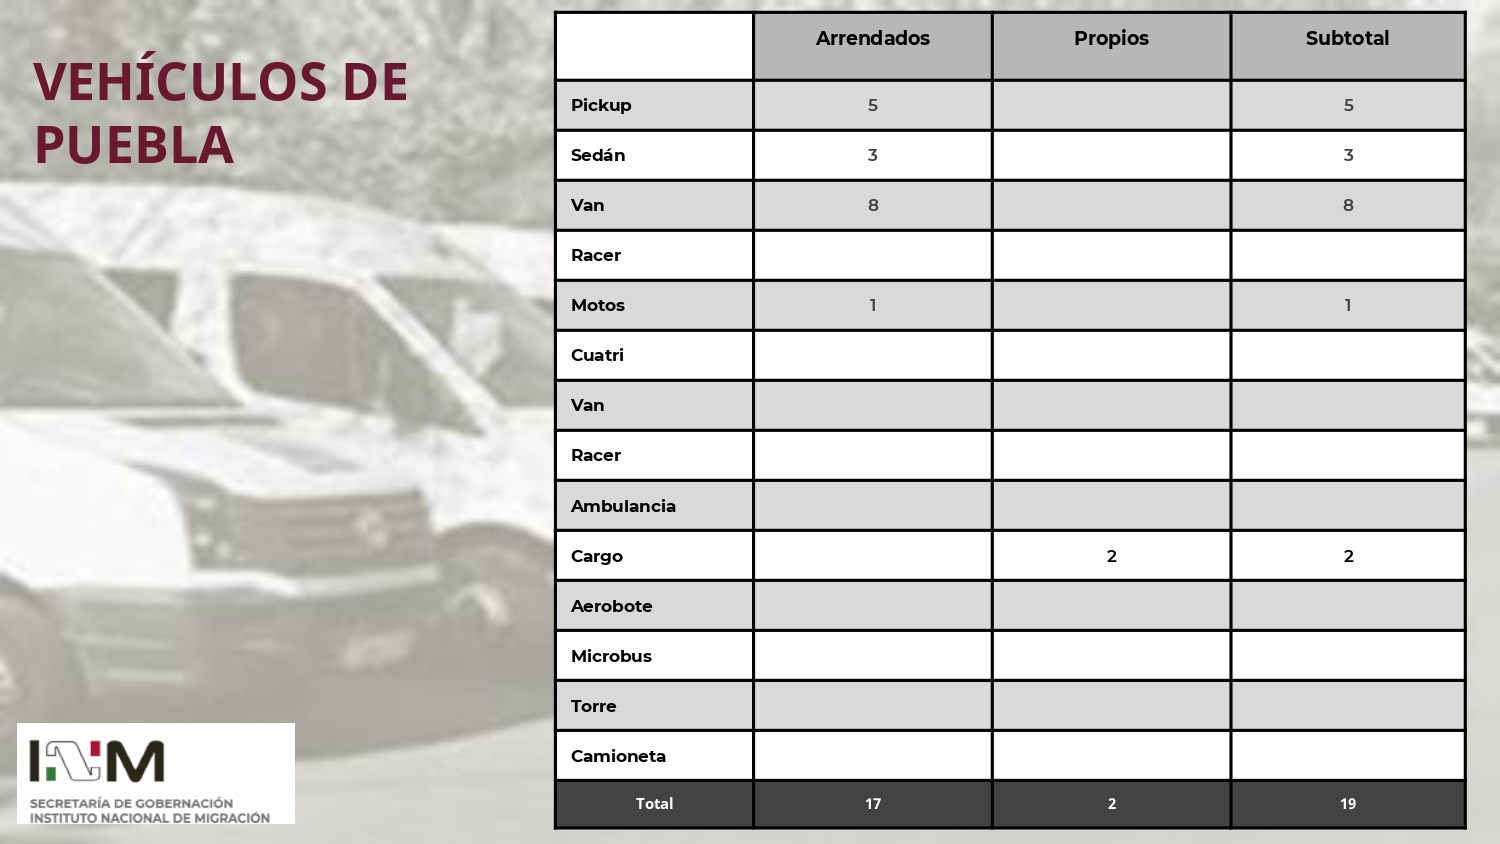 VEHÍCULOS DE
PUEBLA
Arrendados Propios Subtotal
Pickup 5 5
Sedán 3 3
Van 8 8
Racer
Motos 1 1
Cuatri
Van
Racer
Ambulancia
Cargo 2 2
Aerobote
Microbus
Torre
Camioneta
Total 17 2 19
INM
SECRETARÍA DE GOBERNACIÓN
INSTITUTO NACIONAL DE MIGRACIÓN